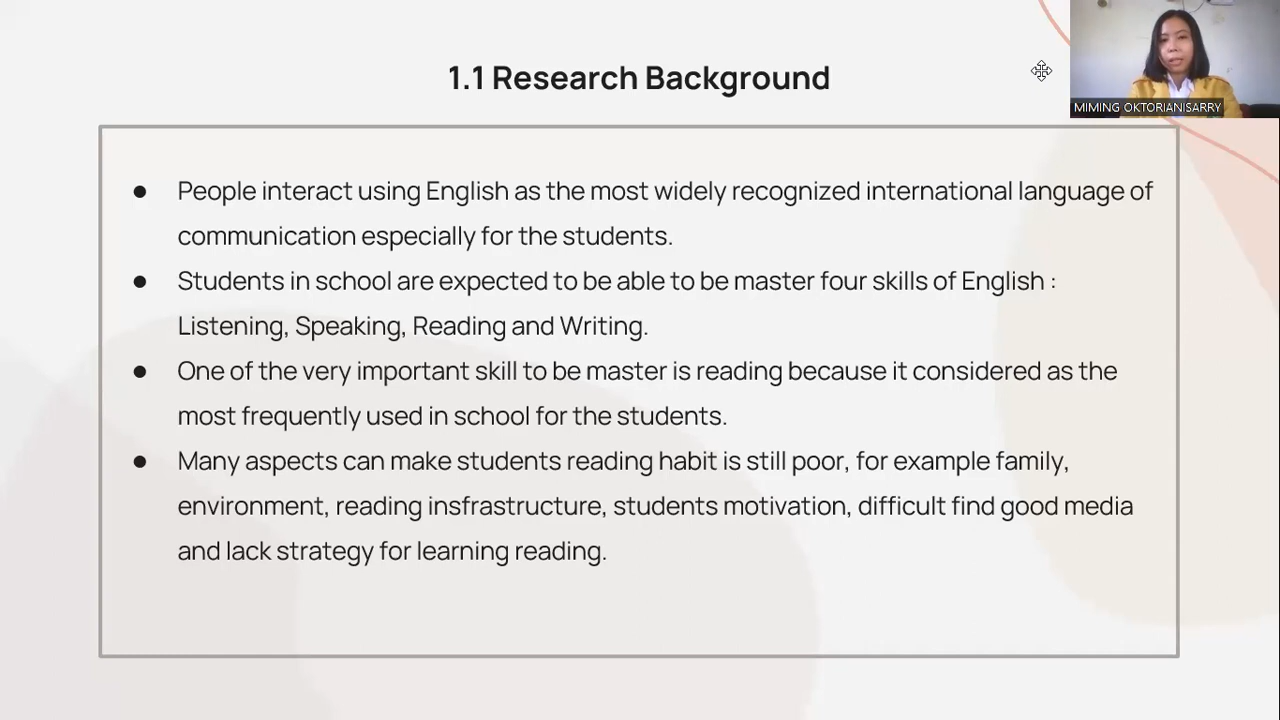 1.1 Research Background
MIMING OKTORIANISARRY
● People interact using English as the most widely recognized international language of
communication especially for the students.
● Students in school are expected to be able to be master four skills of English :
Listening, Speaking, Reading and Writing.
● One of the very important skill to be master is reading because it considered as the
most frequently used in school for the students.
● Many aspects can make students reading habit is still poor, for example family,
environment, reading insfrastructure, students motivation, difficult find good media
and lack strategy for learning reading.